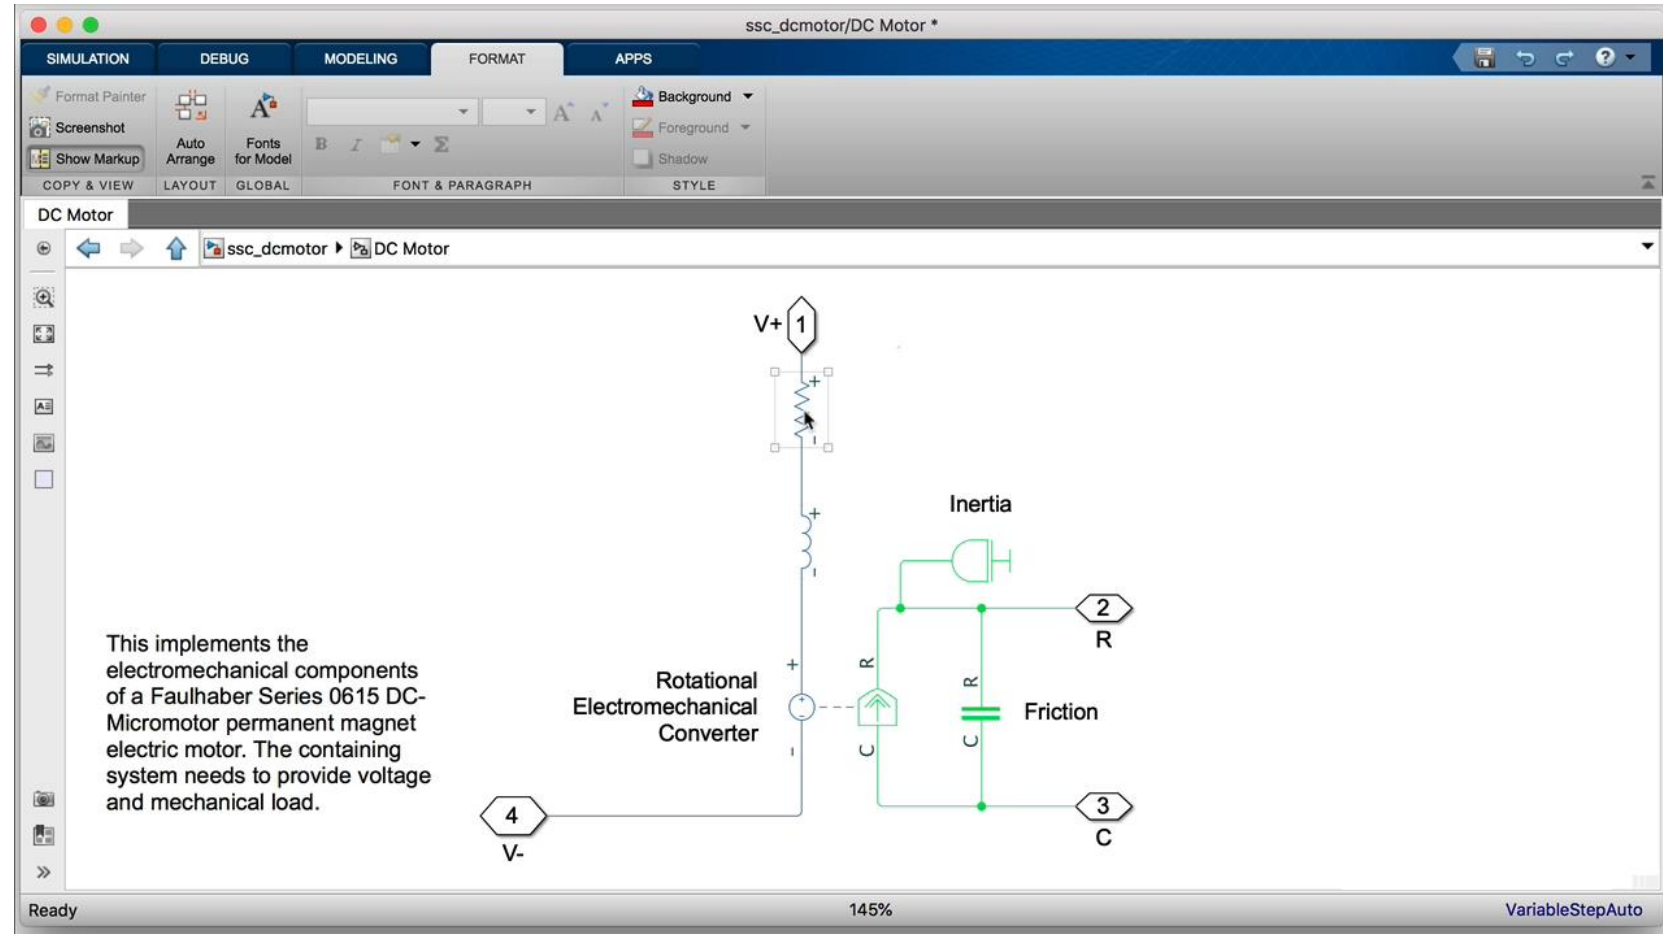 ssc_dcmotor/DC Motor *
SIMULATION DEBUG MODELING FORMAT APPS
Format Painter
Screenshot
Show Markup
Auto
Arrange
Fonts
for Model
B I Σ
A A
Background
Foreground
Shadow
COPY & VIEW LAYOUT GLOBAL FONT & PARAGRAPH STYLE
DC Motor
ssc_dcmotor DC Motor
V+ 1
+
-
+
-
Inertia
2
R
This implements the
electromechanical components
of a Faulhaber Series 0615 DC-
Micromotor permanent magnet
electric motor. The containing
system needs to provide voltage
and mechanical load.
Rotational
Electromechanical
Converter
+
-
R
C
R
C
Friction
3
C
4
V-
Ready 145% VariableStepAuto